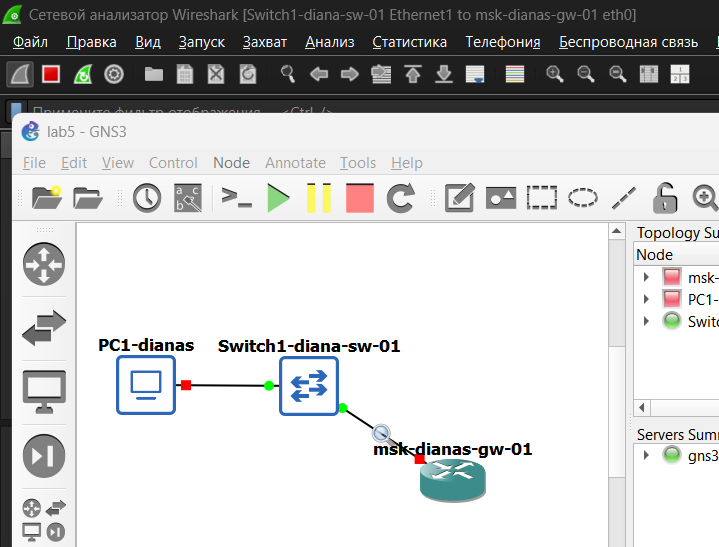 Сетевой анализатор Wireshark [Switch1-diana-sw-01 Ethernet1 to msk-dianas-gw-01 eth0]
Файл Правка Вид Запуск Захват Анализ Статистика Телефония Беспроводная связь
Примените фильтр отображения ... <Ctrl-/>
lab5 - GNS3
File Edit View Control Node Annotate Tools Help
a c
b
Topology Su
Node
msk-
PC1-
Switc
PC1-dianas
Switch1-diana-sw-01
msk-dianas-gw-01
Servers Summ
gns3